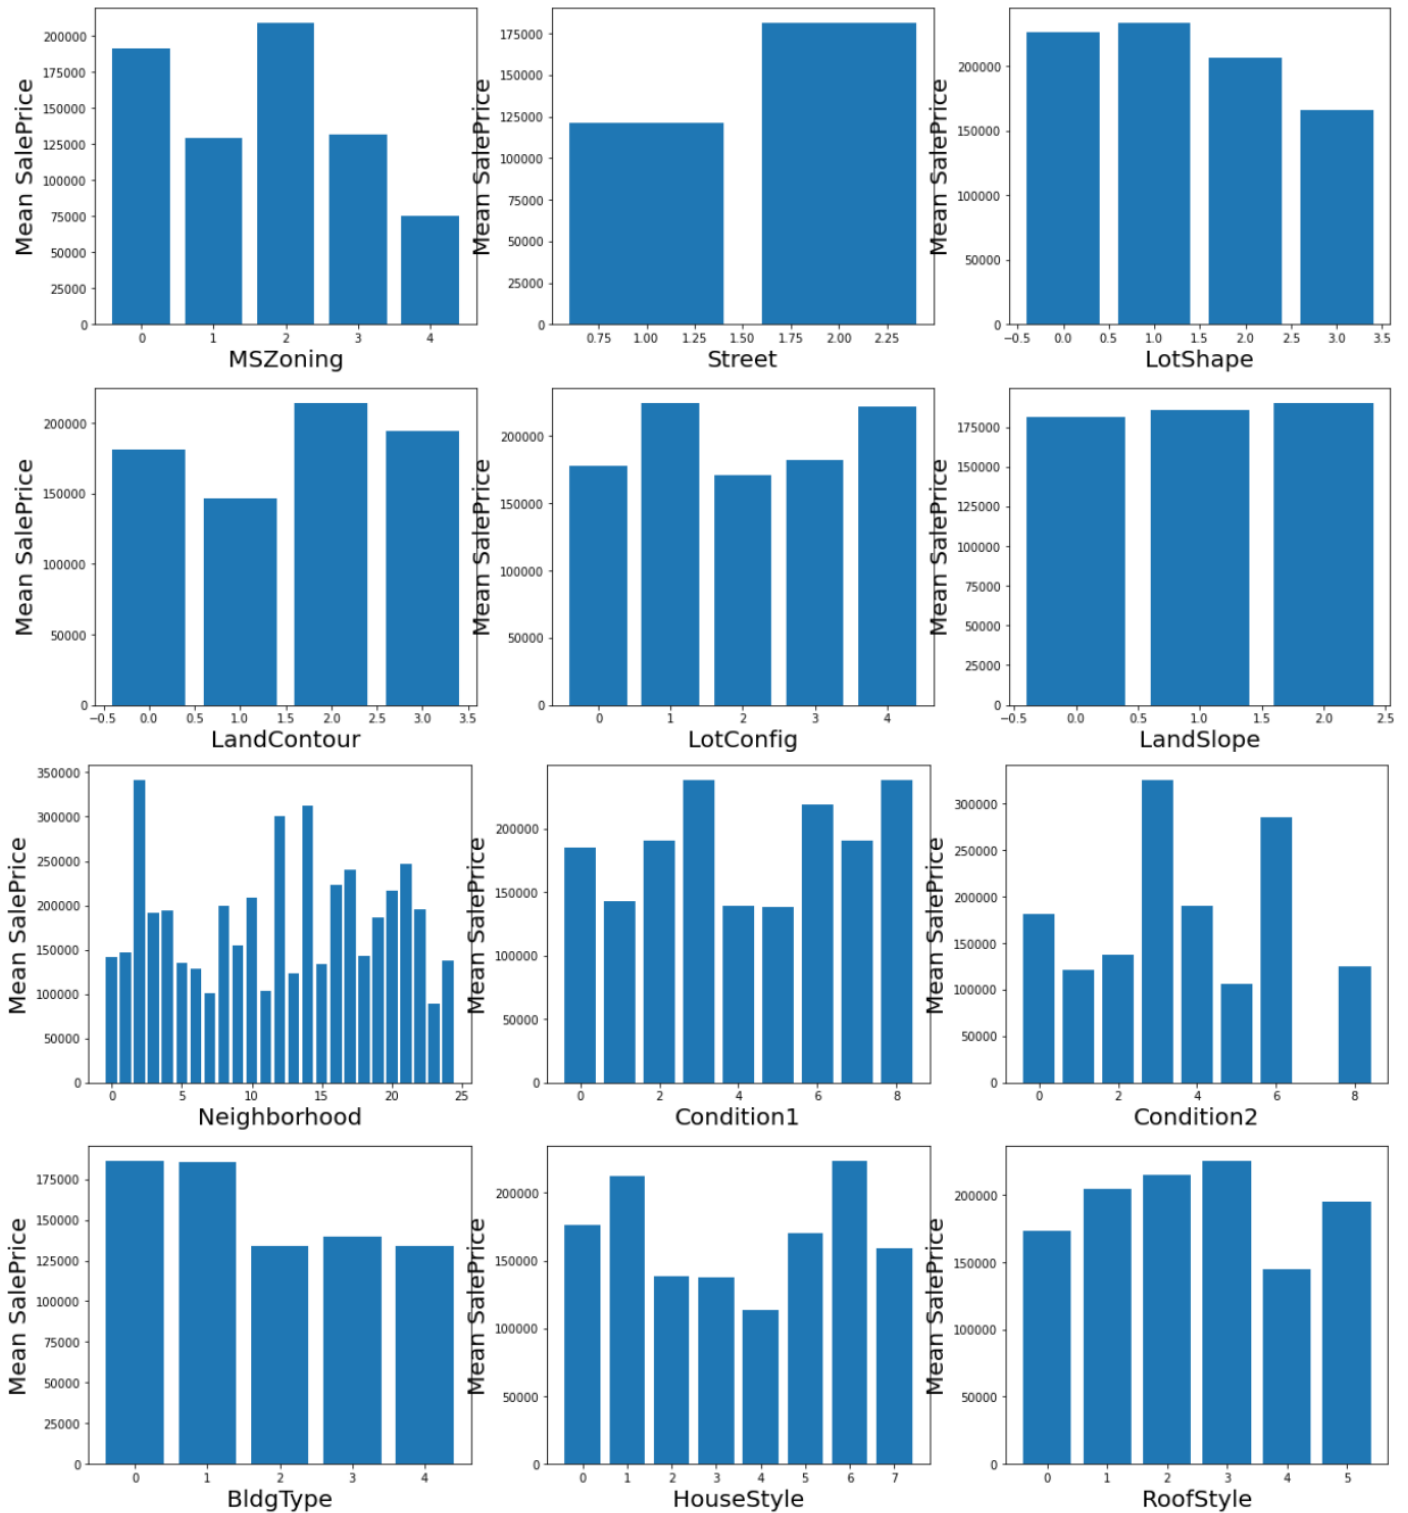 Mean SalePrice
200000
175000
150000
125000
100000
75000
50000
25000
0
0 1 2 3 4
MSZoning
Mean SalePrice
175000
150000
125000
100000
75000
50000
25000
0
0.75 1.00 1.25 1.50 1.75 2.00 2.25
Street
Mean SalePrice
200000
150000
100000
50000
0
−0.5 0.0 0.5 1.0 1.5 2.0 2.5 3.0 3.5
LotShape
Mean SalePrice
200000
150000
100000
50000
0
−0.5 0.0 0.5 1.0 1.5 2.0 2.5 3.0 3.5
LandContour
Mean SalePrice
200000
150000
100000
50000
0
0 1 2 3 4
LotConfig
Mean SalePrice
175000
150000
125000
100000
75000
50000
25000
0
−0.5 0.0 0.5 1.0 1.5 2.0 2.5
LandSlope
Mean SalePrice
350000
300000
250000
200000
150000
100000
50000
0
0 5 10 15 20 25
Neighborhood
Mean SalePrice
200000
150000
100000
50000
0
0 2 4 6 8
Condition1
Mean SalePrice
300000
250000
200000
150000
100000
50000
0
0 2 4 6 8
Condition2
Mean SalePrice
175000
150000
125000
100000
75000
50000
25000
0
0 1 2 3 4
BldgType
Mean SalePrice
200000
150000
100000
50000
0
0 1 2 3 4 5 6 7
HouseStyle
Mean SalePrice
200000
150000
100000
50000
0
0 1 2 3 4 5
RoofStyle